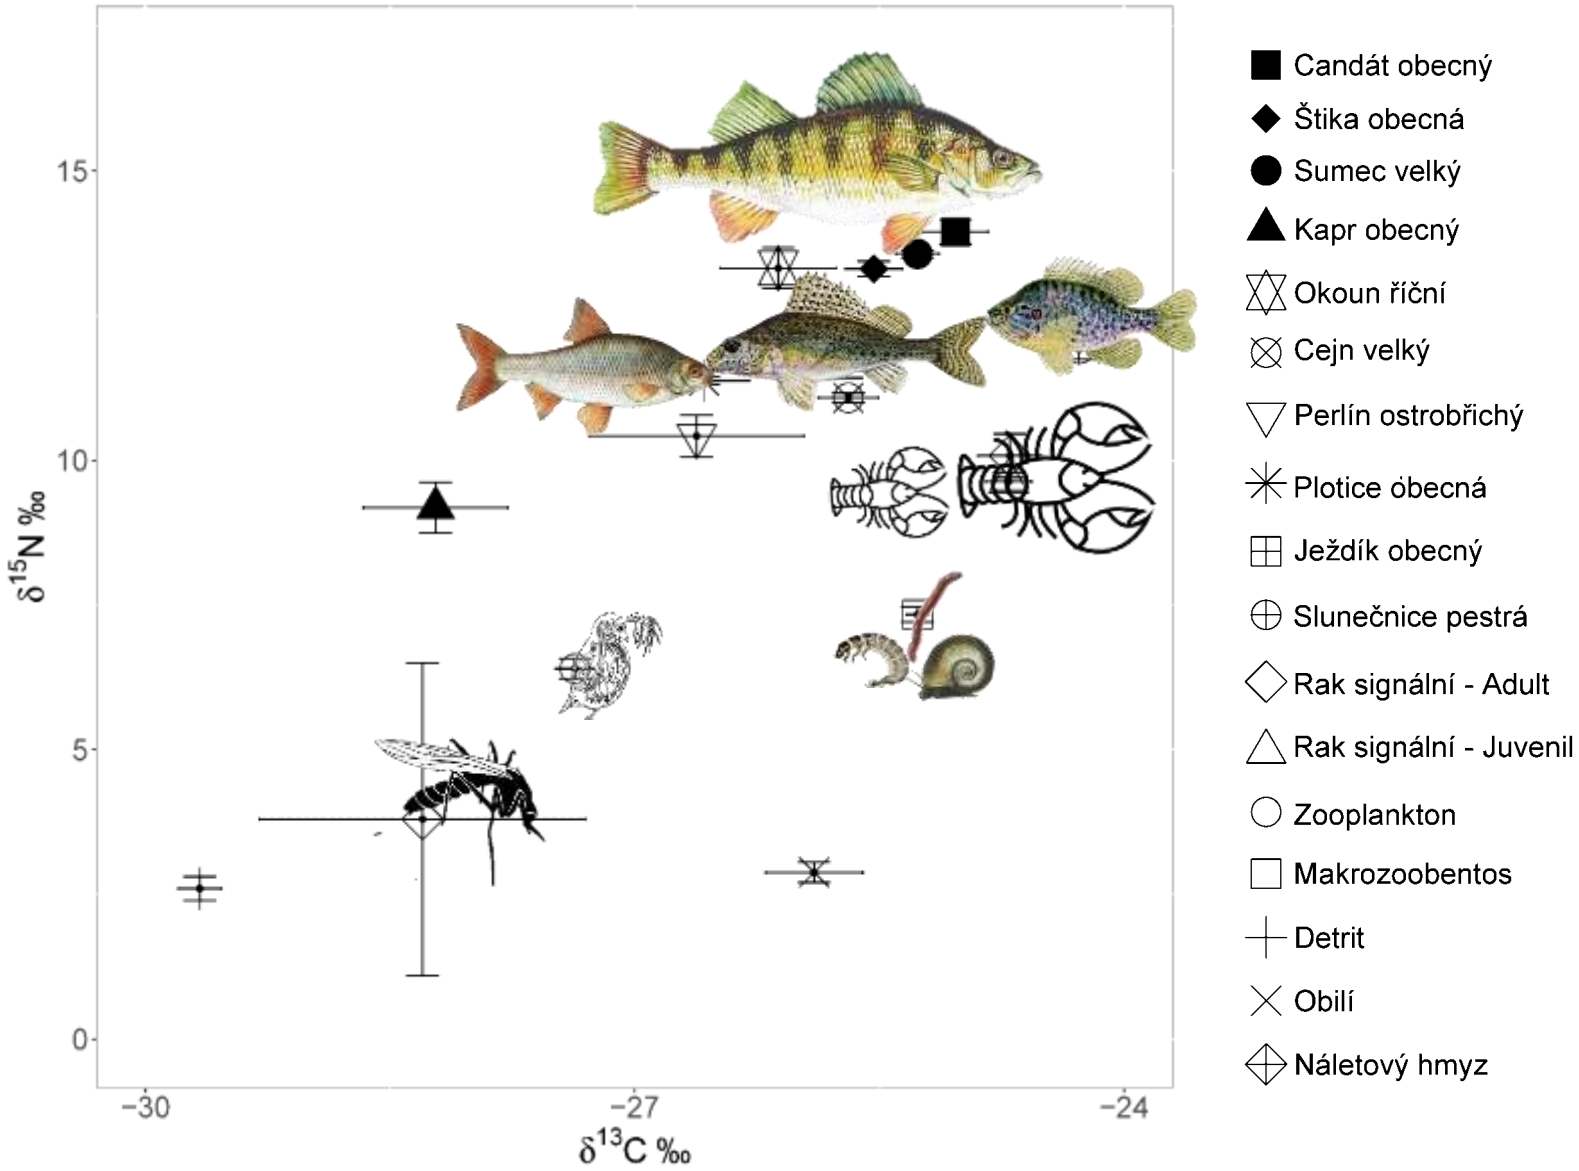 15
10
5
0
δ15N ‰
−30
−27
−24
δ13C ‰
Candát obecný
Štika obecná
Sumec velký
Kapr obecný
Okoun říční
Cejn velký
Perlín ostrobřichý
Plotice obecná
Ježdík obecný
Slunečnice pestrá
Rak signální - Adult
Rak signální - Juvenil
Zooplankton
Makrozoobentos
Detrit
Obilí
Náletový hmyz